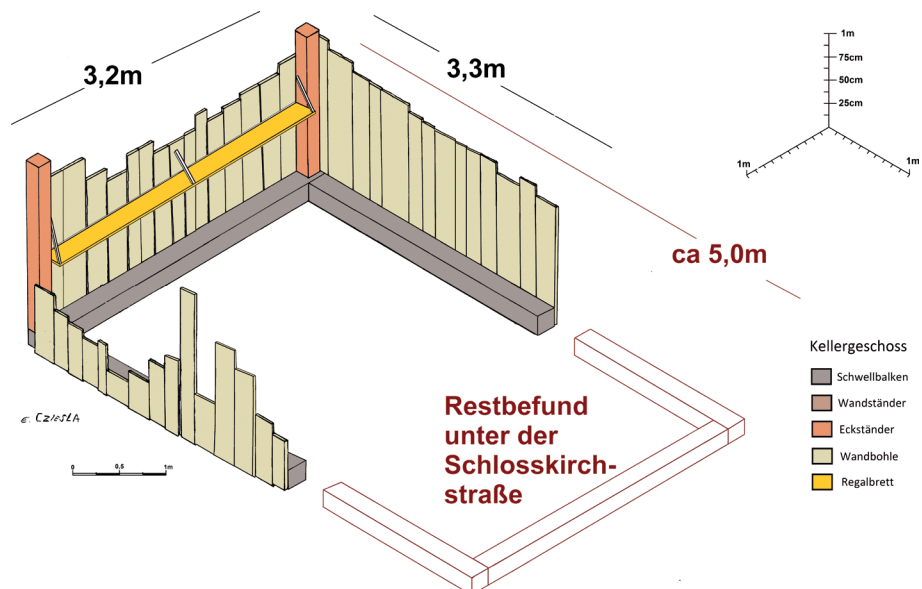 3,2m
3,3m
1m
75cm
50cm
25cm
1m
1m
ca 5,0m
Kellergeschoss
Schwellbalken
Wandständer
Eckständer
Wandbohle
Regalbrett
Restbefund
unter der
Schlosskirch-
straße
E. CZIESLA
0 0,5 1m